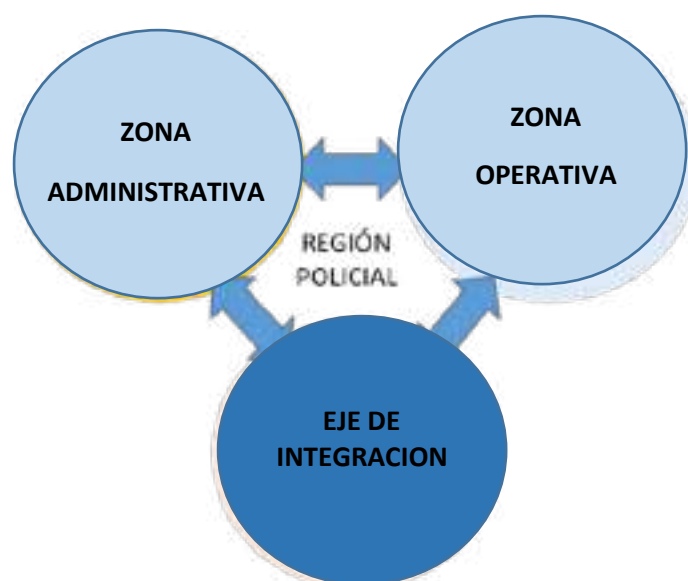 ZONA
ADMINISTRATIVA
ZONA
OPERATIVA
REGIÓN
POLICIAL
EJE DE
INTEGRACION